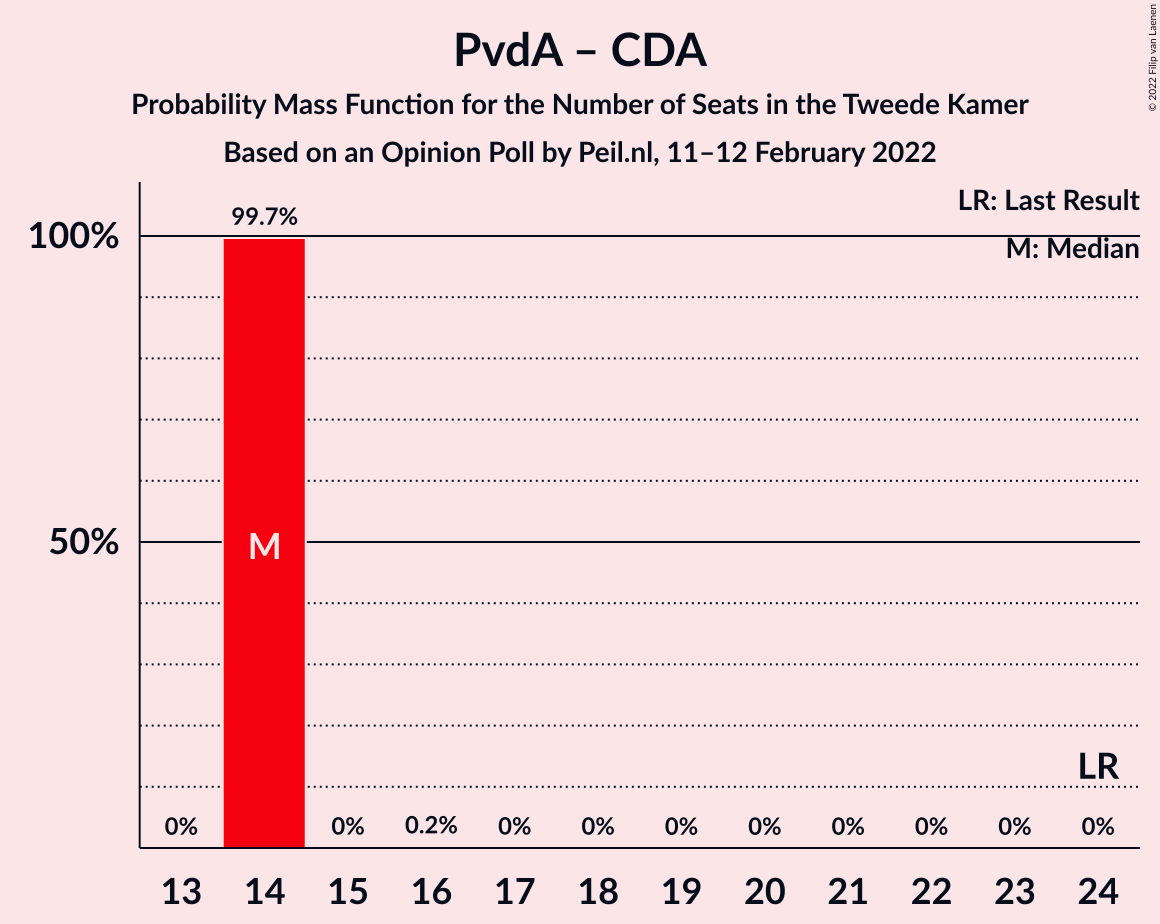 PvdA – CDA
Probability Mass Function for the Number of Seats in the Tweede Kamer
Based on an Opinion Poll by Peil.nl, 11–12 February 2022
© 2022 Filip van Laenen
LR: Last Result
M: Median
99.7%
100%
50%
M
LR
0% 0% 0.2% 0% 0% 0% 0% 0% 0% 0% 0%
13 14 15 16 17 18 19 20 21 22 23 24